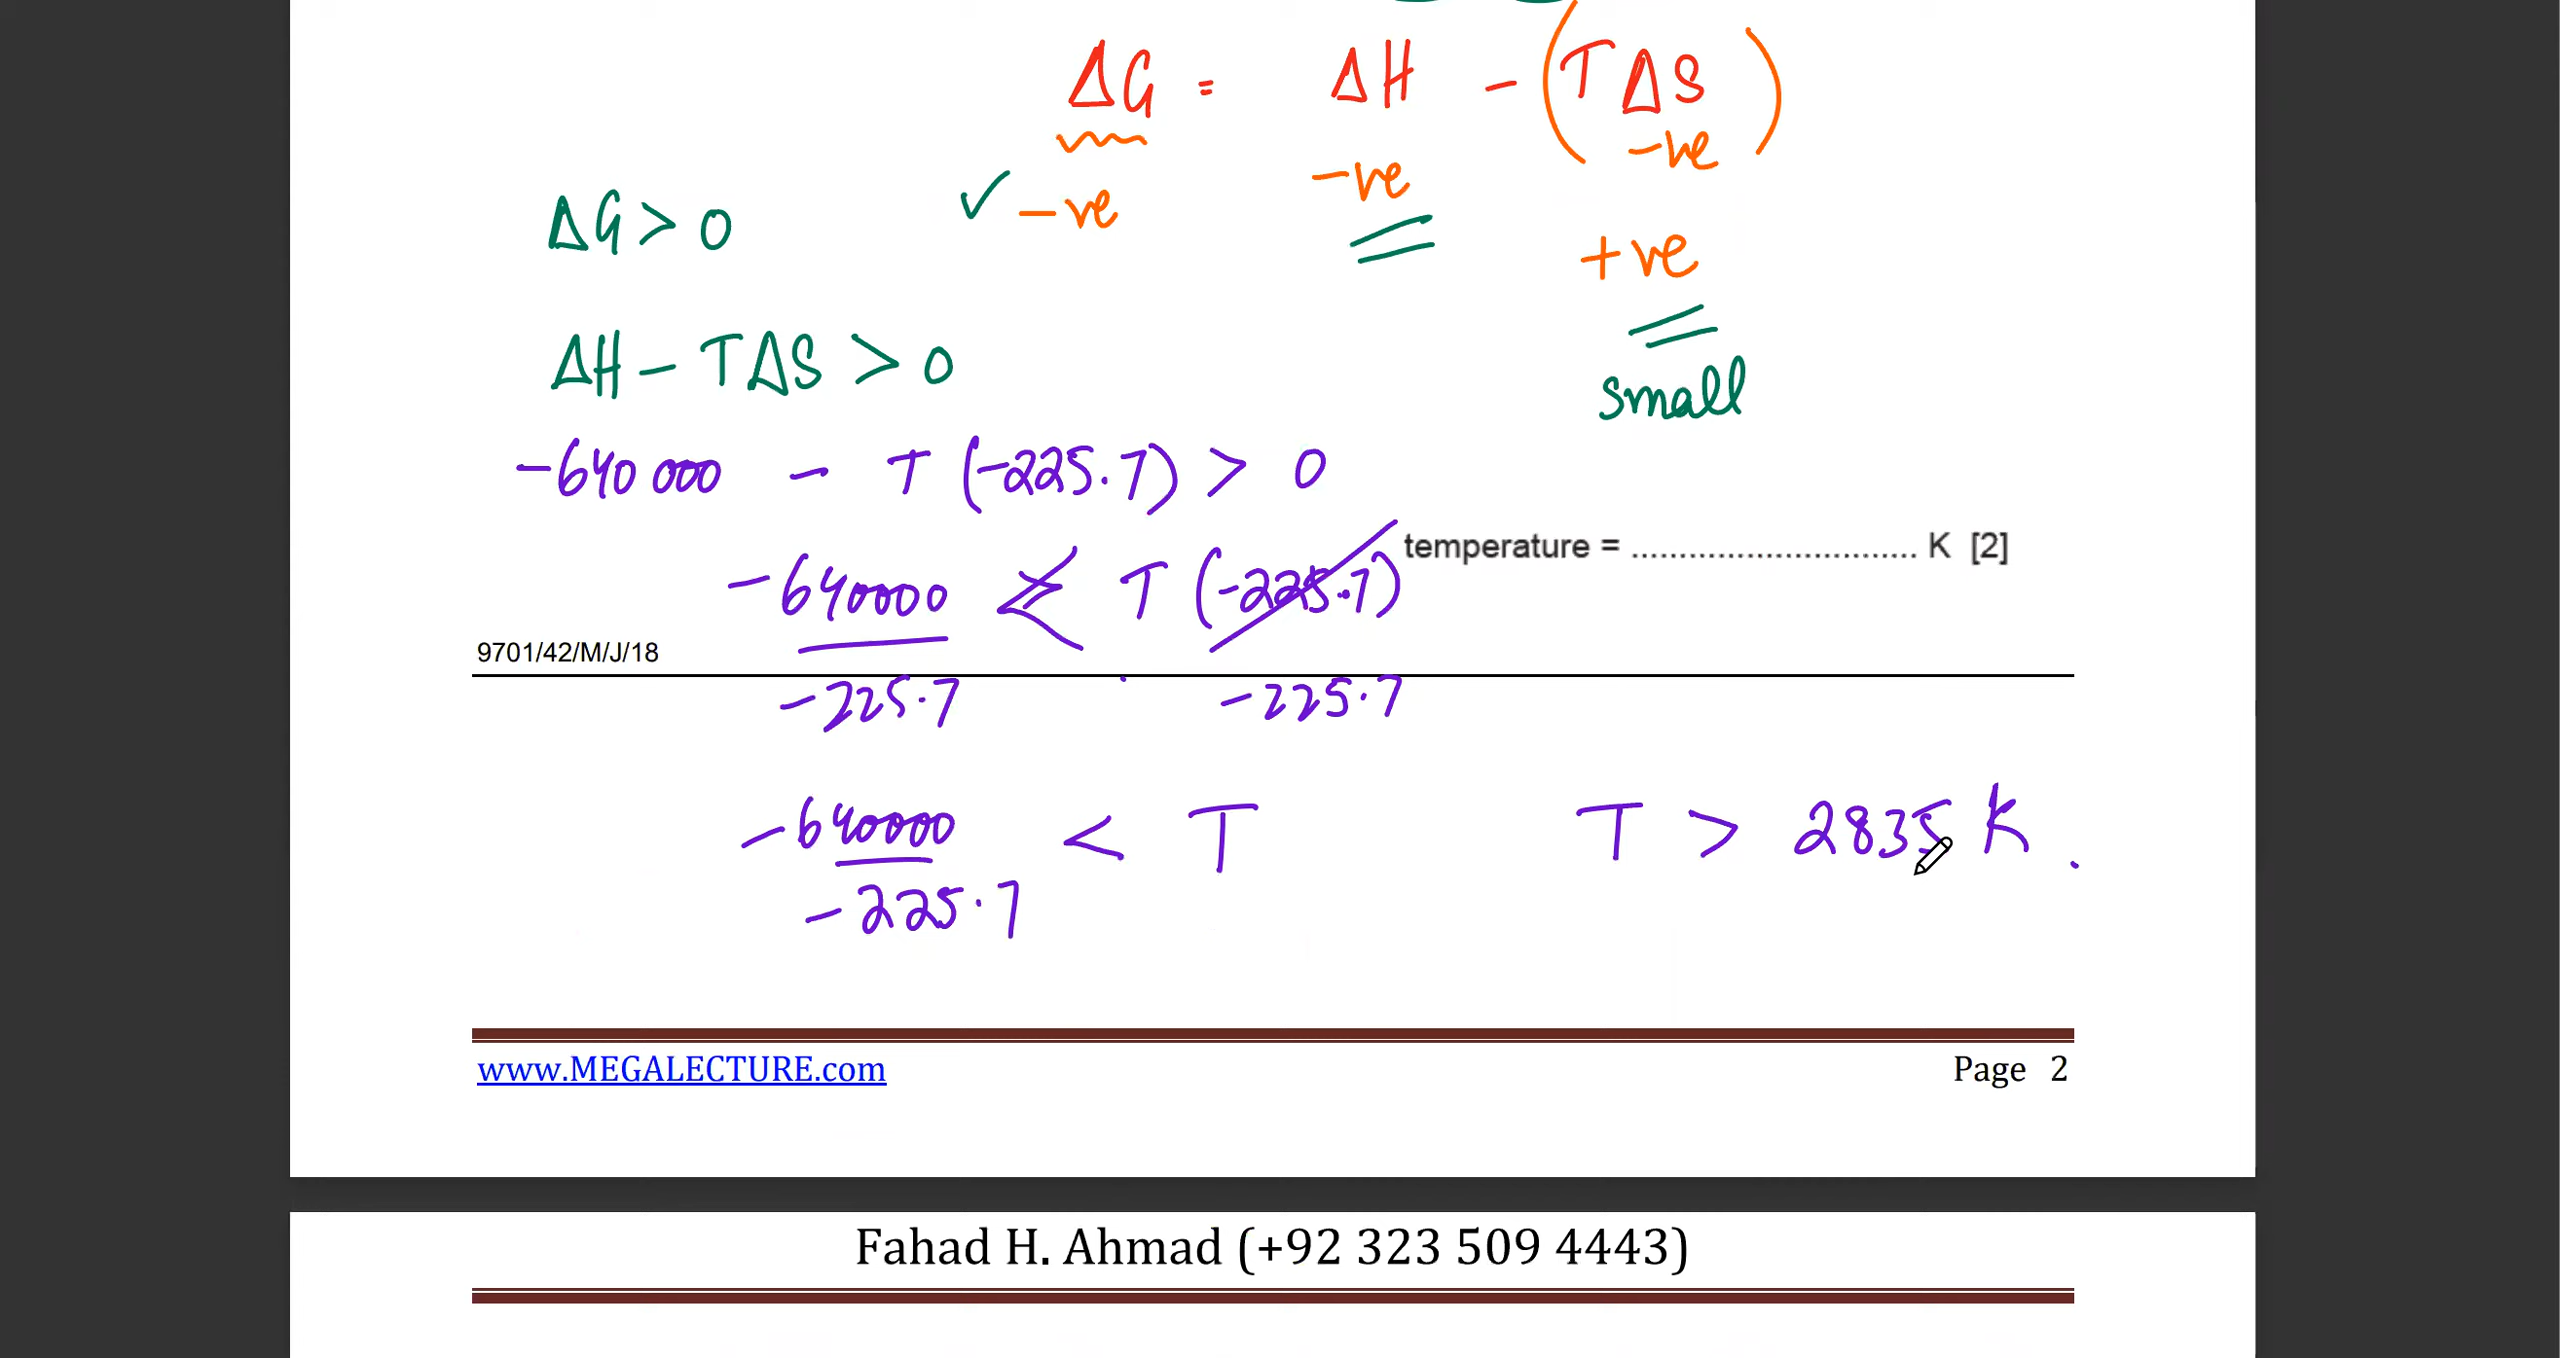 ΔG = ΔH - (TΔS)
-ve
-ve
✓ -ve
ΔG > 0
+ve
ΔH - TΔS > 0
small
-640 000 - T (-225.7) > 0
temperature = .............................. K [2]
-640000 < T (-225.7)
9701/42/M/J/18
-225.7 -225.7
-640000 < T T > 2835 K .
-225.7
www.MEGALECTURE.com Page 2
Fahad H. Ahmad (+92 323 509 4443)